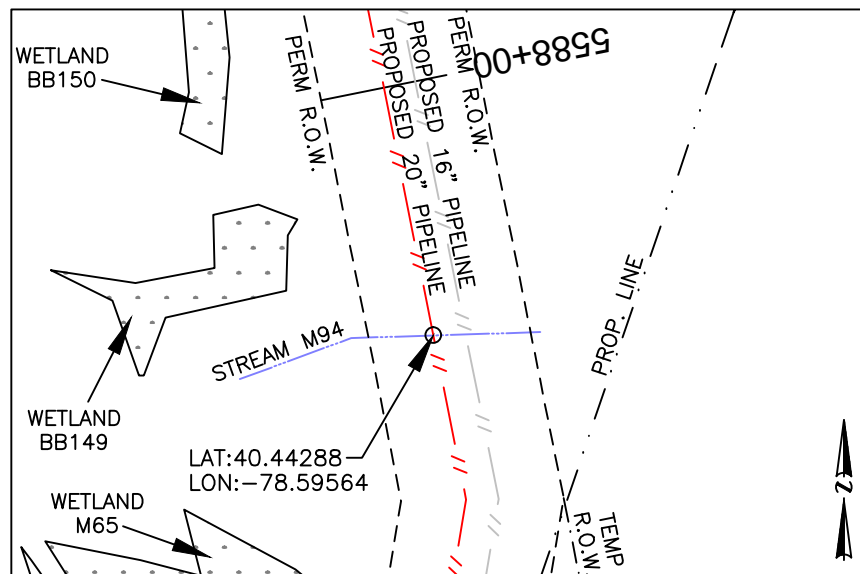 WETLAND
BB150
PERM R.O.W.
PROPOSED 20" PIPELINE
PROPOSED 16" PIPELINE
PERM R.O.W.
5588+00
PROP. LINE
STREAM M94
WETLAND
BB149
LAT:40.44288
LON:-78.59564
WETLAND
M65
TEMP
R.O.W.
N